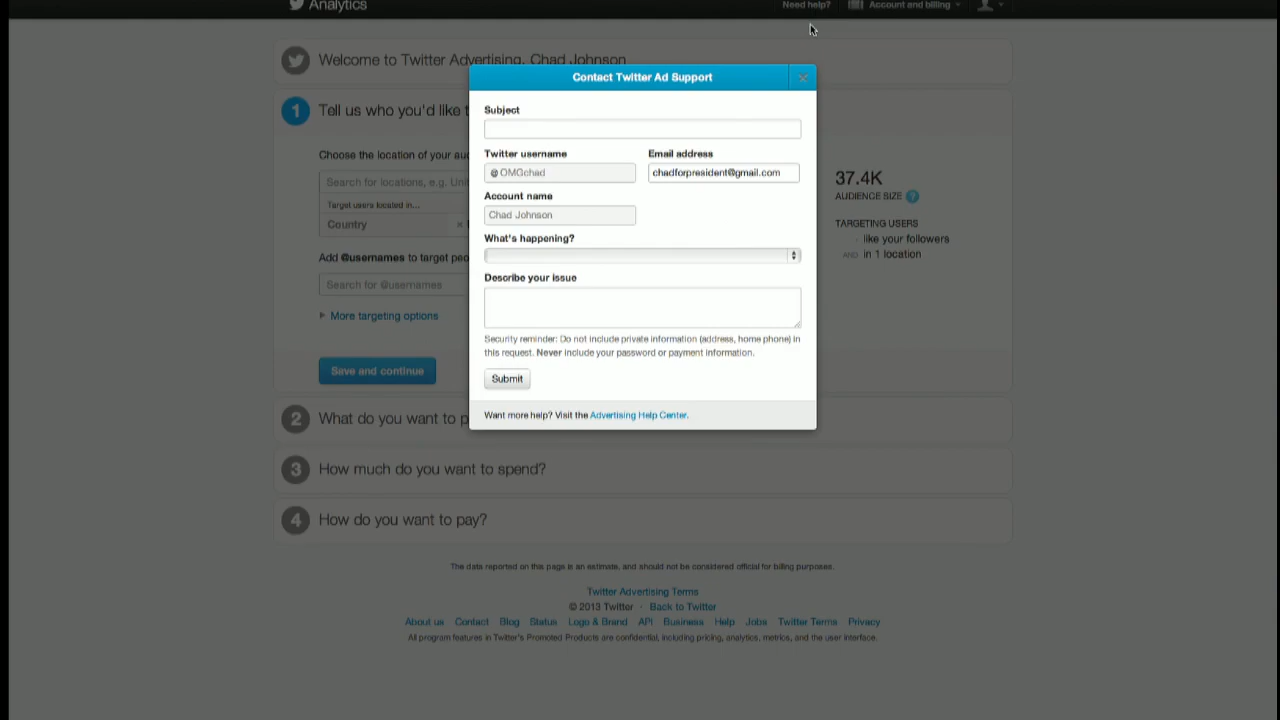 Analytics
Need help?
Account and billing
Welcome to Twitter Advertising, Chad Johnson
Contact Twitter Ad Support
1 Tell us who you'd like t
Subject
Choose the location of your aud
Twitter username
Email address
Search for locations, e.g. Unit
@ OMGchad
chadforpresident@gmail.com
37.4K
AUDIENCE SIZE ?
Target users located in...
Account name
Country ×
Chad Johnson
TARGETING USERS
like your followers
AND in 1 location
What's happening?
Add @usernames to target peo
Describe your issue
Search for @usernames
More targeting options
Security reminder: Do not include private information (address, home phone) in
this request. Never include your password or payment information.
Save and continue
Submit
2 What do you want to p
Want more help? Visit the Advertising Help Center.
3 How much do you want to spend?
4 How do you want to pay?
The data reported on this page is an estimate, and should not be considered official for billing purposes.
Twitter Advertising Terms
© 2013 Twitter · Back to Twitter
About us Contact Blog Status Logo & Brand API Business Help Jobs Twitter Terms Privacy
All program features in Twitter's Promoted Products are confidential, including pricing, analytics, metrics, and the user interface.